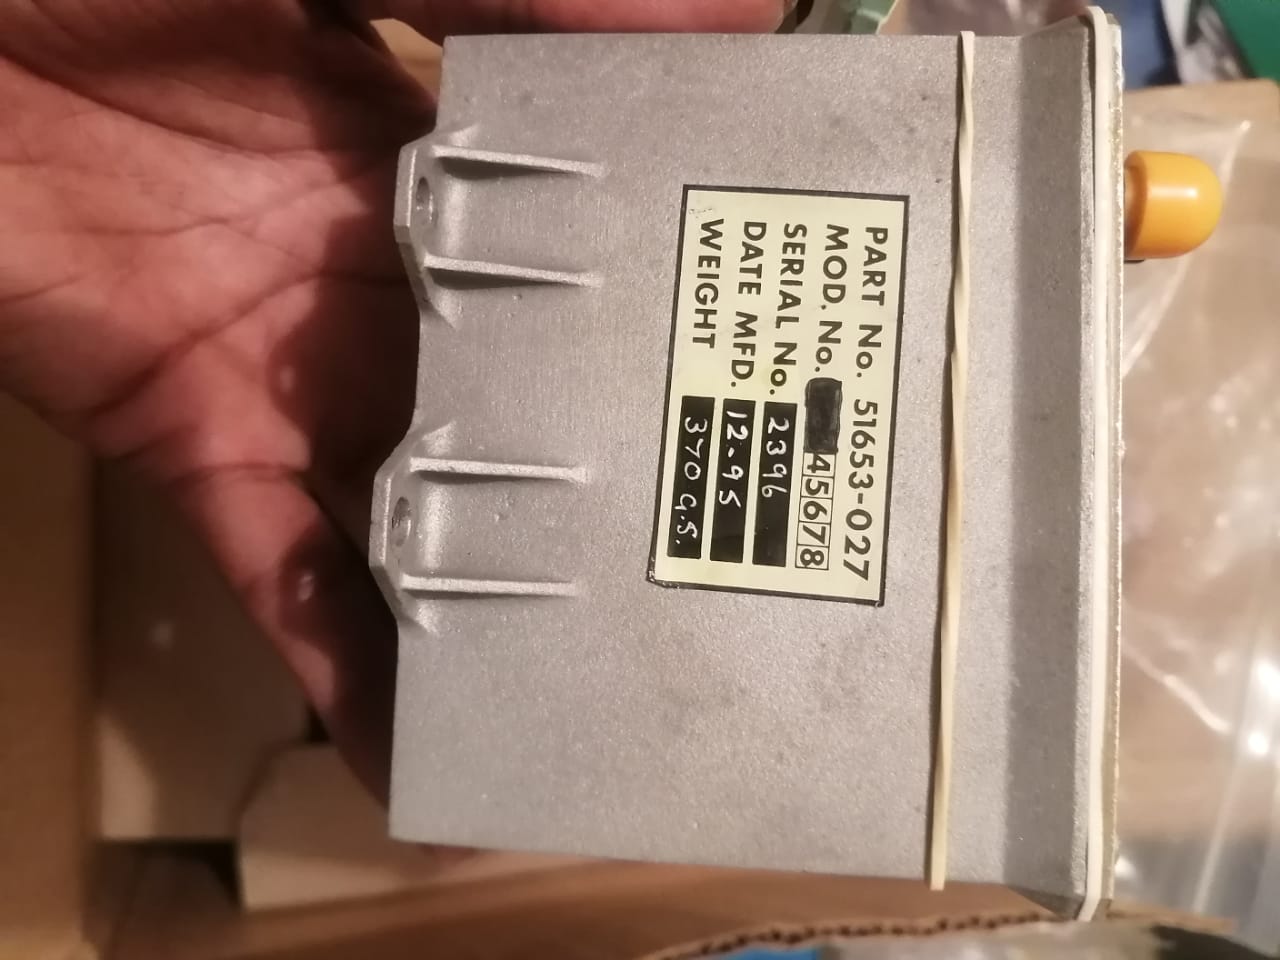 PART No. 51653-027
MOD. No. 45678
SERIAL No. 2396
DATE MFD. 12-95
WEIGHT 370 G.S.